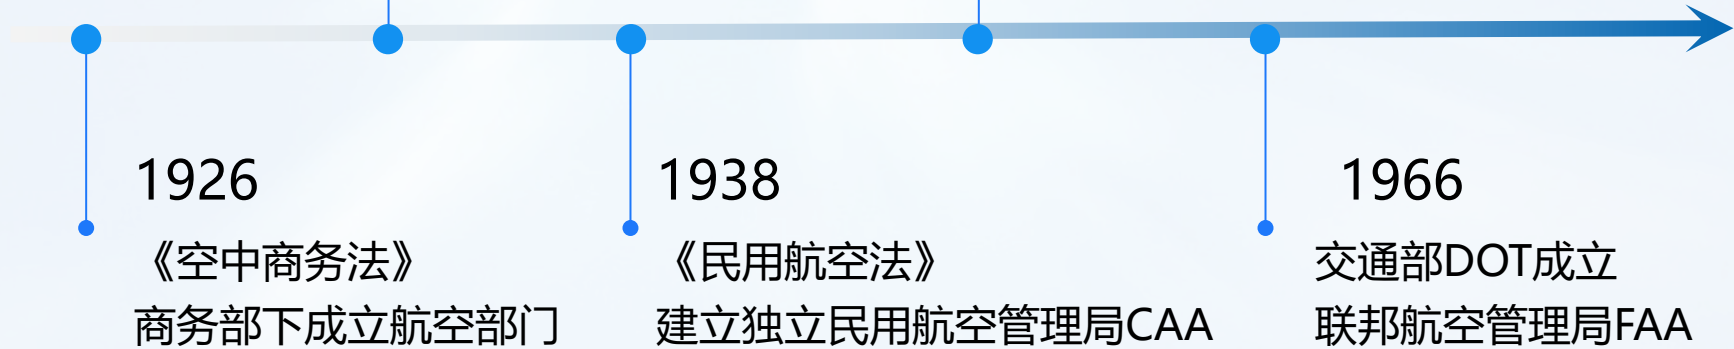 1926
《空中商务法》
商务部下成立航空部门
1938
《民用航空法》
建立独立民用航空管理局CAA
1966
交通部DOT成立
联邦航空管理局FAA